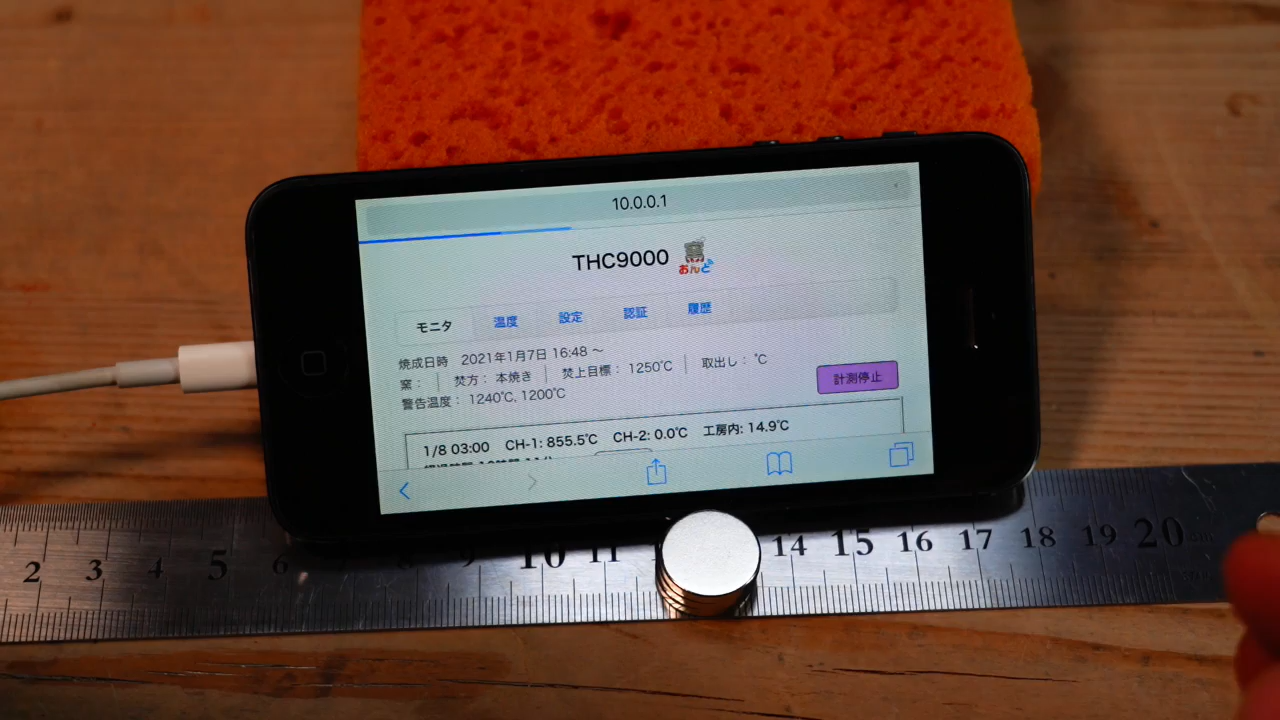 10.0.0.1
THC9000 おんど
モニタ 温度 設定 認証 履歴
焼成日時 2021年1月7日 16:48 ～
窯： | 焚方： 本焼き | 焚上目標： 1250℃ | 取出し： ℃
警告温度： 1240℃, 1200℃
計測停止
1/8 03:00 CH-1: 855.5℃ CH-2: 0.0℃ 工房内: 14.9℃
2 3 4 5 6 7 8 9 10 11 14 15 16 17 18 19 20 cm